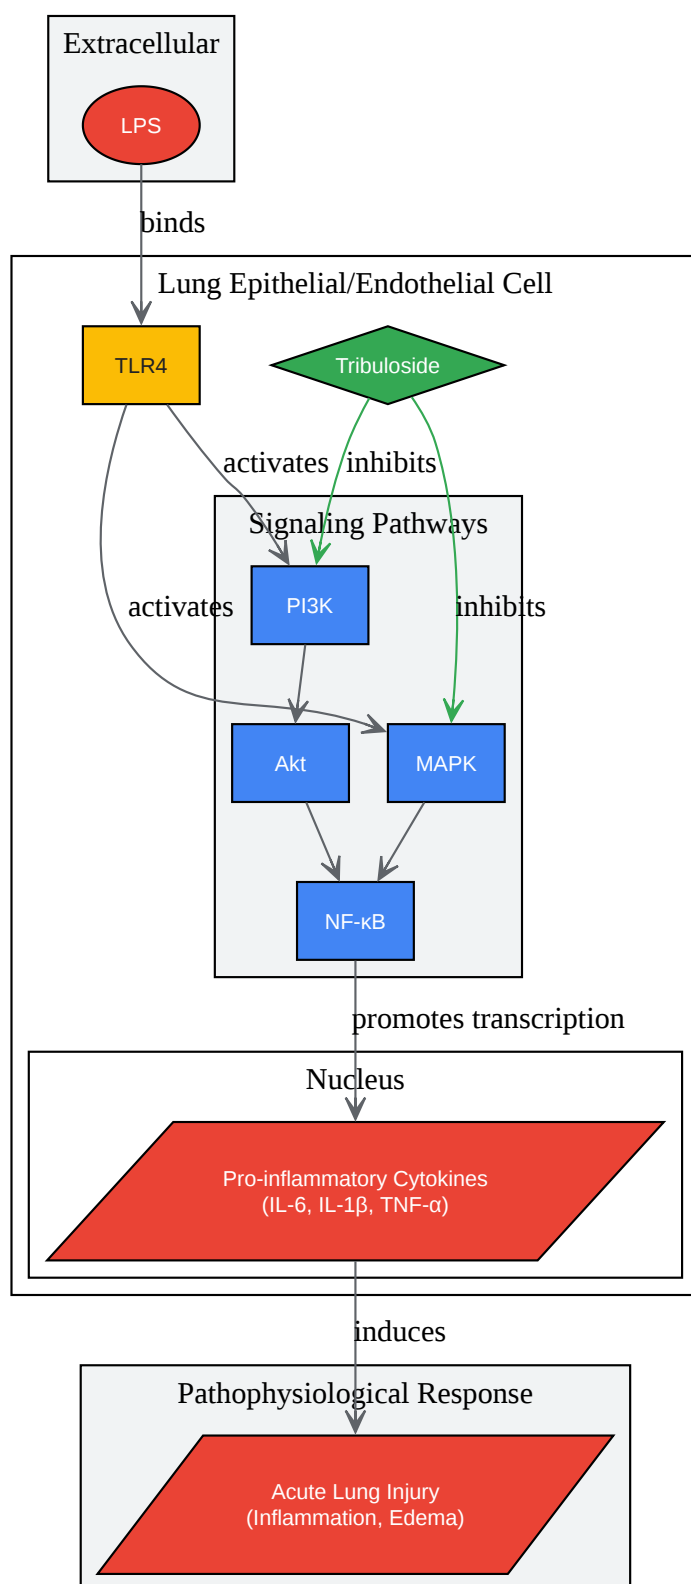 Extracellular
LPS
binds
Lung Epithelial/Endothelial Cell
TLR4
Tribuloside
activates
inhibits
Signaling Pathways
PI3K
activates
inhibits
Akt
MAPK
NF-κB
promotes transcription
Nucleus
Pro-inflammatory Cytokines
(IL-6, IL-1β, TNF-α)
induces
Pathophysiological Response
Acute Lung Injury
(Inflammation, Edema)